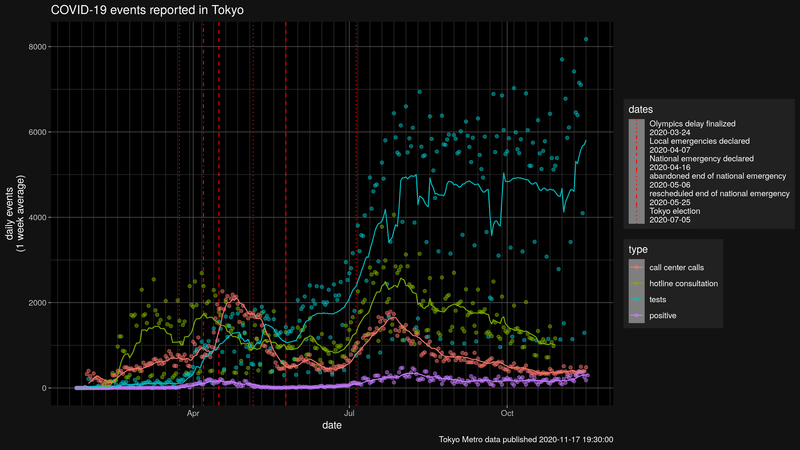 COVID-19 events reported in Tokyo
8000
6000
4000
2000
0
daily events
(1 week average)
Apr
Jul
Oct
date
dates
Olympics delay finalized
2020-03-24
Local emergencies declared
2020-04-07
National emergency declared
2020-04-16
abandoned end of national emergency
2020-05-06
rescheduled end of national emergency
2020-05-25
Tokyo election
2020-07-05
type
call center calls
hotline consultation
tests
positive
Tokyo Metro data published 2020-11-17 19:30:00